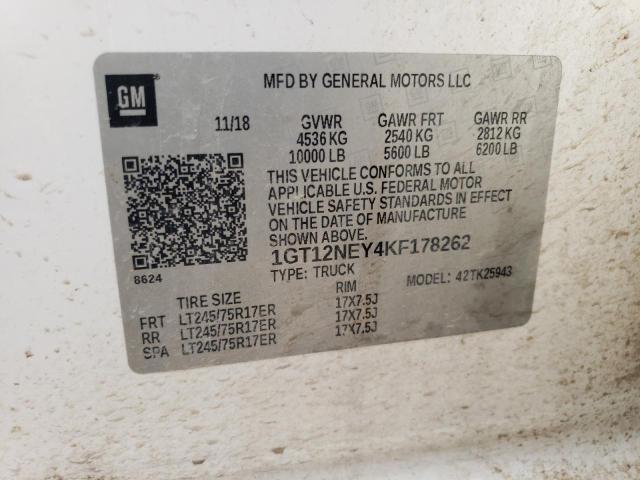 GM
MFD BY GENERAL MOTORS LLC
11/18 GVWR GAWR FRT GAWR RR
4536 KG 2540 KG 2812 KG
10000 LB 5600 LB 6200 LB
THIS VEHICLE CONFORMS TO ALL
APPLICABLE U.S. FEDERAL MOTOR
VEHICLE SAFETY STANDARDS IN EFFECT
ON THE DATE OF MANUFACTURE
SHOWN ABOVE
1GT12NEY4KF178262
8624
TYPE: TRUCK MODEL: 42TK25943
TIRE SIZE RIM
FRT LT245/75R17ER 17X7.5J
RR LT245/75R17ER 17X7.5J
SPA LT245/75R17ER 17X7.5J